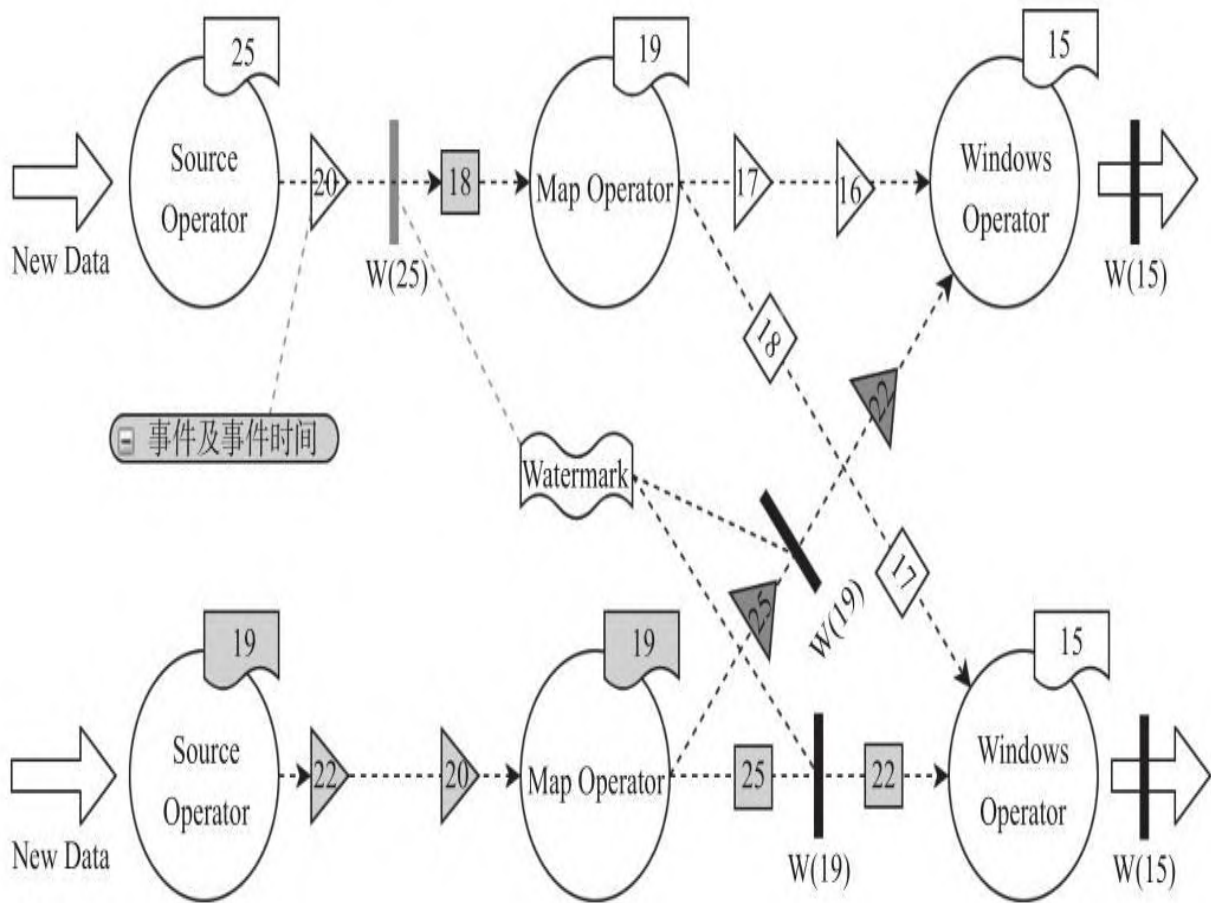 25
19
15
Source
Operator
20
18
Map Operator
17
16
Windows
Operator
New Data
W(25)
W(15)
18
22
事件及事件时间
Watermark
17
25
W(19)
19
19
15
Source
Operator
22
20
Map Operator
25
22
Windows
Operator
New Data
W(19)
W(15)